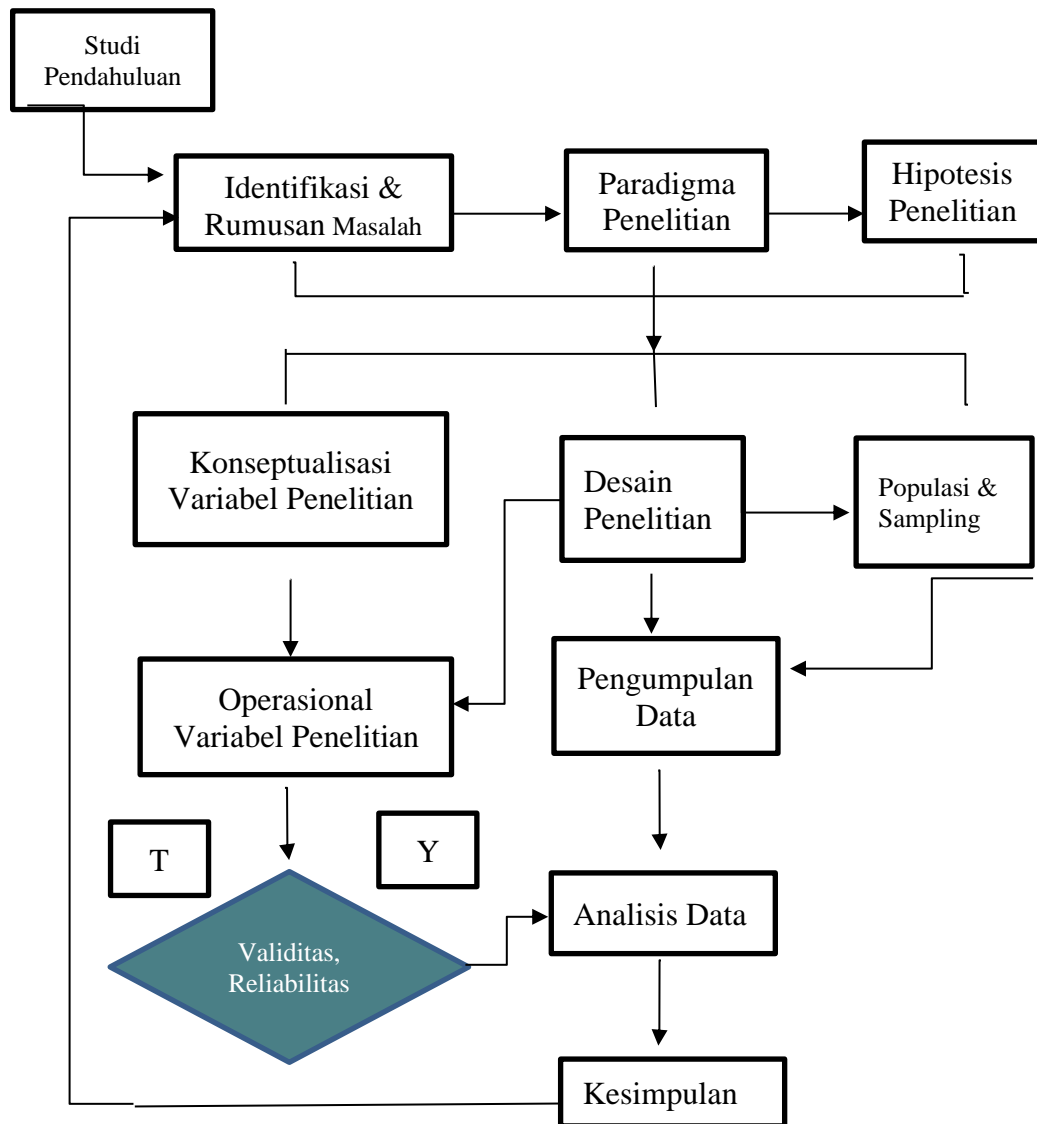 Studi
Pendahuluan
Identifikasi &
Rumusan Masalah
Paradigma
Penelitian
Hipotesis
Penelitian
Konseptualisasi
Variabel Penelitian
Desain
Penelitian
Populasi &
Sampling
Operasional
Variabel Penelitian
Pengumpulan
Data
T
Y
Validitas,
Reliabilitas
Analisis Data
Kesimpulan